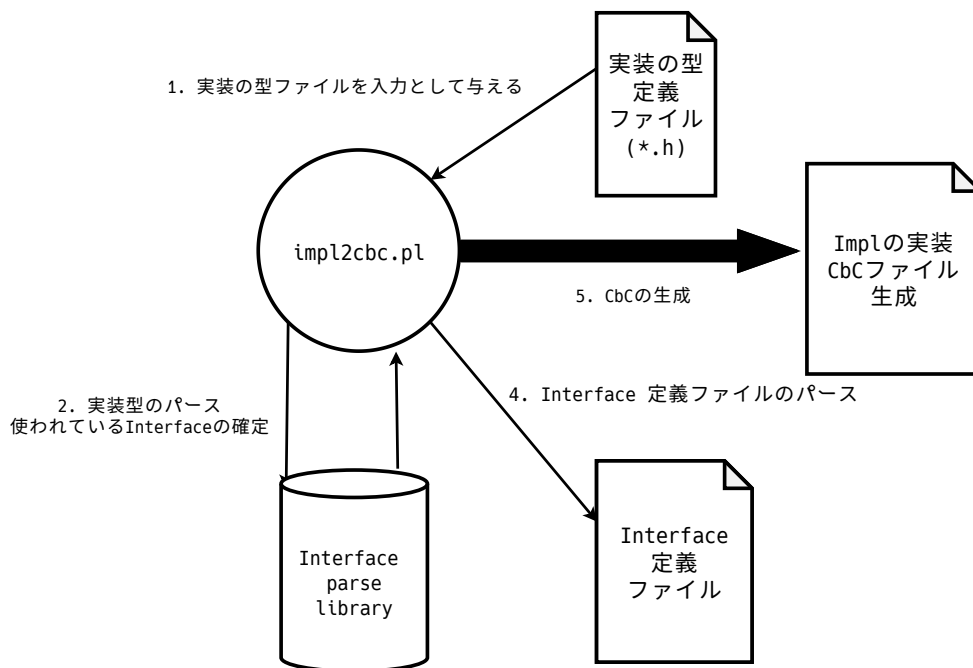 実装の型
定義
ファイル
(*.h)
1. 実装の型ファイルを入力として与える
impl2cbc.pl
Implの実装
CbCファイル
生成
5. CbCの生成
2. 実装型のパース
使われているInterfaceの確定
4. Interface 定義ファイルのパース
Interface
parse
library
Interface
定義
ファイル